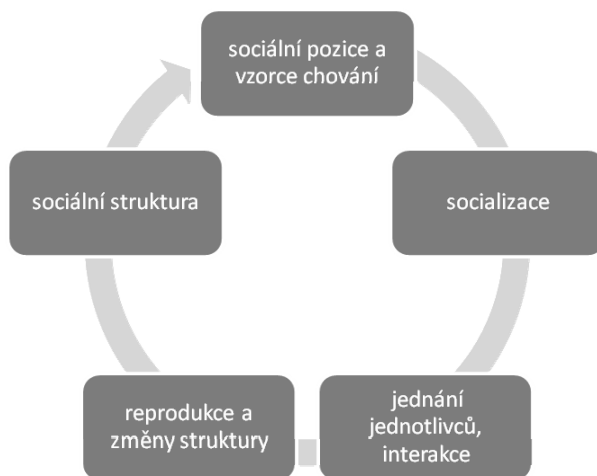 sociální pozice a
vzorce chování
socializace
jednání
jednotlivců,
interakce
reprodukce a
změny struktury
sociální struktura